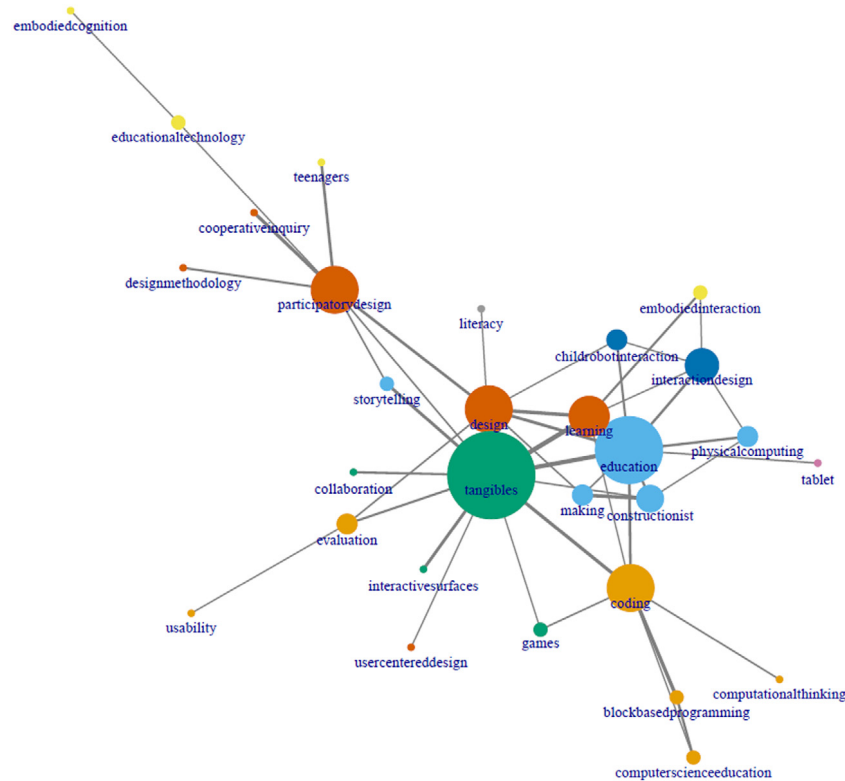 embodiedcognition
educationaltechnology
teenagers
cooperativeinquiry
designmethodology
participatorydesign
embodiedinteraction
literacy
childrobotinteraction
interactiondesign
storytelling
design
learning
physicalcomputing
education
tablet
collaboration
tangibles
making
constructionist
evaluation
interactivesurfaces
coding
usability
games
usercentereddesign
computationalthinking
blockbasedprogramming
computerscienceeducation